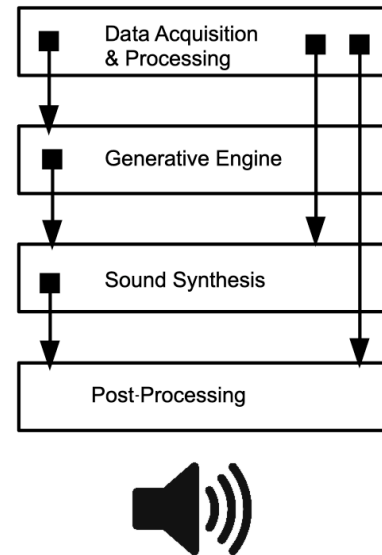 Data Acquisition
& Processing
Generative Engine
Sound Synthesis
Post-Processing